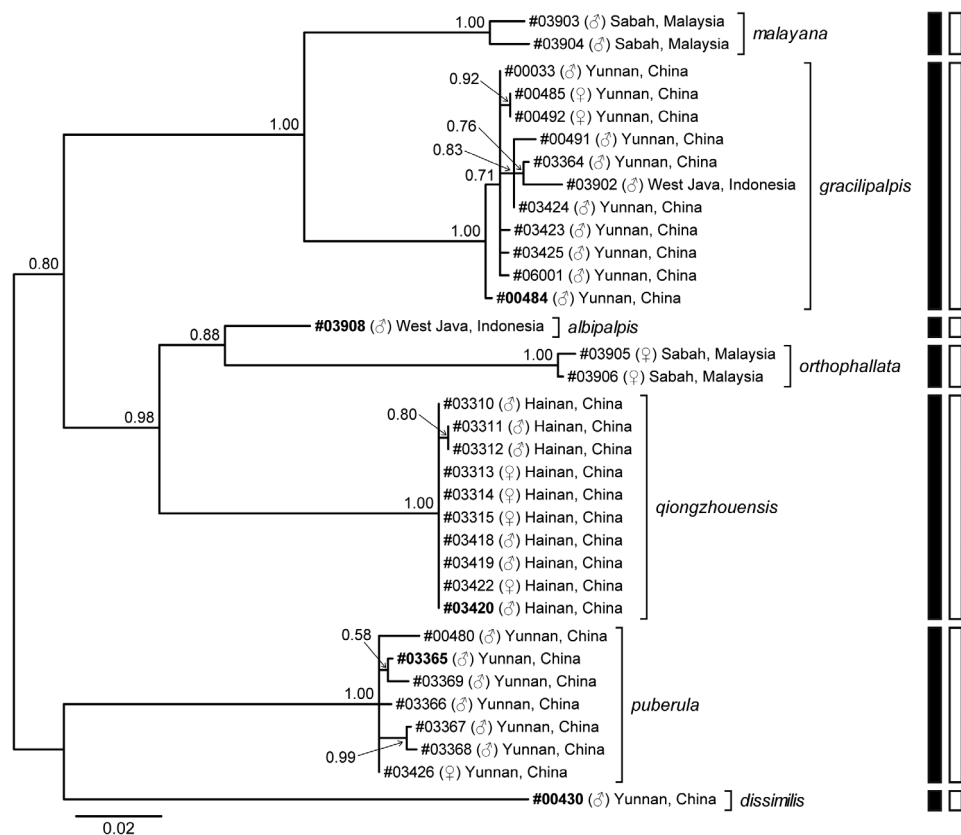 1.00
#03903 (♂) Sabah, Malaysia
#03904 (♂) Sabah, Malaysia
malayana
#00033 (♂) Yunnan, China
0.92
#00485 (♀) Yunnan, China
#00492 (♀) Yunnan, China
1.00
0.76
#00491 (♂) Yunnan, China
0.83
#03364 (♂) Yunnan, China
0.71
#03902 (♂) West Java, Indonesia
gracilipalpis
#03424 (♂) Yunnan, China
1.00
#03423 (♂) Yunnan, China
#03425 (♂) Yunnan, China
0.80
#06001 (♂) Yunnan, China
#00484 (♂) Yunnan, China
0.88
#03908 (♂) West Java, Indonesia
albipalpis
1.00
#03905 (♀) Sabah, Malaysia
#03906 (♀) Sabah, Malaysia
orthophallata
0.98
#03310 (♂) Hainan, China
0.80
#03311 (♂) Hainan, China
#03312 (♂) Hainan, China
#03313 (♀) Hainan, China
#03314 (♀) Hainan, China
1.00
#03315 (♀) Hainan, China
qiongzhouensis
#03418 (♂) Hainan, China
#03419 (♂) Hainan, China
#03422 (♀) Hainan, China
#03420 (♂) Hainan, China
0.58
#00480 (♂) Yunnan, China
#03365 (♂) Yunnan, China
#03369 (♂) Yunnan, China
1.00
#03366 (♂) Yunnan, China
puberula
#03367 (♂) Yunnan, China
0.99
#03368 (♂) Yunnan, China
#03426 (♀) Yunnan, China
#00430 (♂) Yunnan, China
dissimilis
0.02